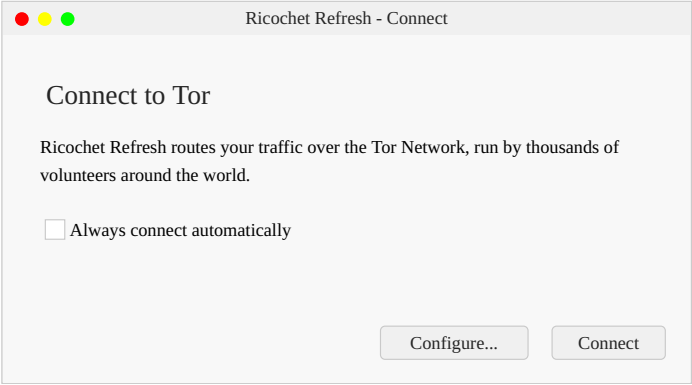 Ricochet Refresh - Connect
Connect to Tor
Ricochet Refresh routes your traffic over the Tor Network, run by thousands of
volunteers around the world.
Always connect automatically
Configure...
Connect